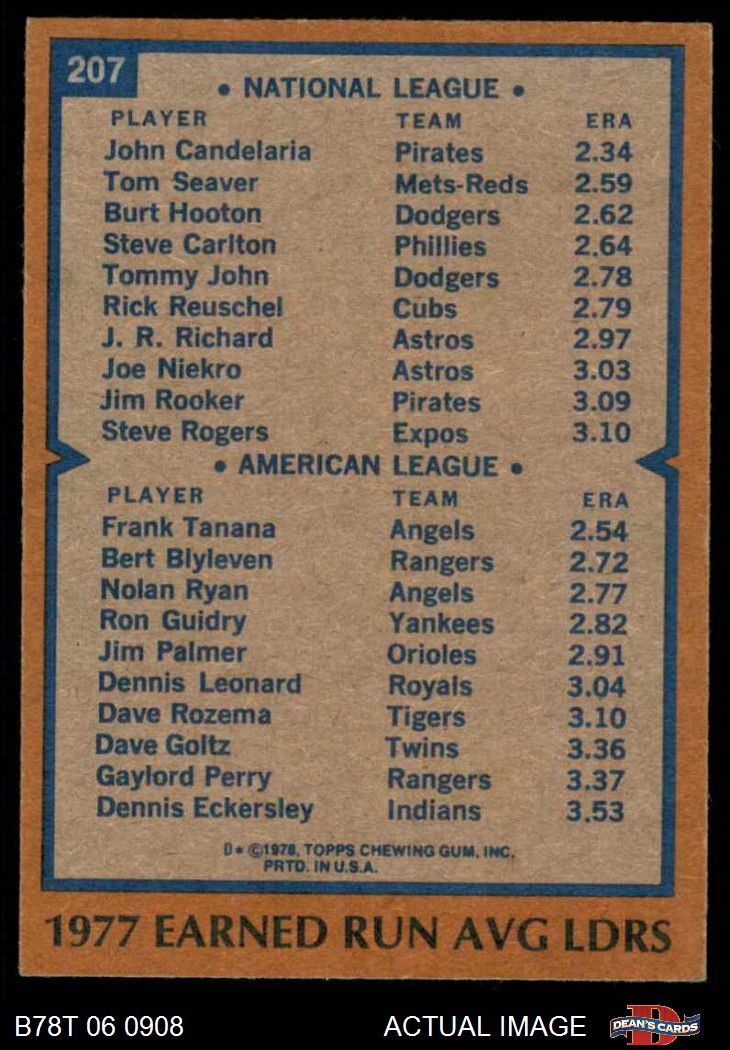 207
• NATIONAL LEAGUE •
PLAYER TEAM ERA
John Candelaria Pirates 2.34
Tom Seaver Mets-Reds 2.59
Burt Hooton Dodgers 2.62
Steve Carlton Phillies 2.64
Tommy John Dodgers 2.78
Rick Reuschel Cubs 2.79
J. R. Richard Astros 2.97
Joe Niekro Astros 3.03
Jim Rooker Pirates 3.09
Steve Rogers Expos 3.10
• AMERICAN LEAGUE •
PLAYER TEAM ERA
Frank Tanana Angels 2.54
Bert Blyleven Rangers 2.72
Nolan Ryan Angels 2.77
Ron Guidry Yankees 2.82
Jim Palmer Orioles 2.91
Dennis Leonard Royals 3.04
Dave Rozema Tigers 3.10
Dave Goltz Twins 3.36
Gaylord Perry Rangers 3.37
Dennis Eckersley Indians 3.53
D* ©1978, TOPPS CHEWING GUM, INC.
PRTD. IN U.S.A.
1977 EARNED RUN AVG LDRS
B78T 06 0908 ACTUAL IMAGE DEAN'S CARDS